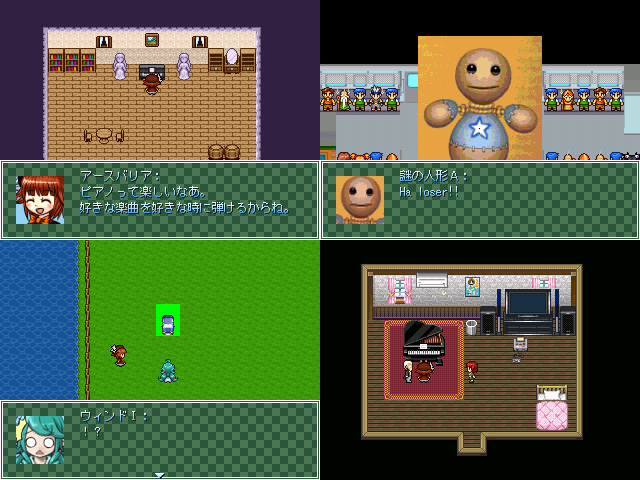 アースバリア：
ピアノって楽しいなあ。
好きな楽曲を好きな時に弾けるからね。
謎の人形Ａ：
Ha loser!!
ウィンドＩ：
！？